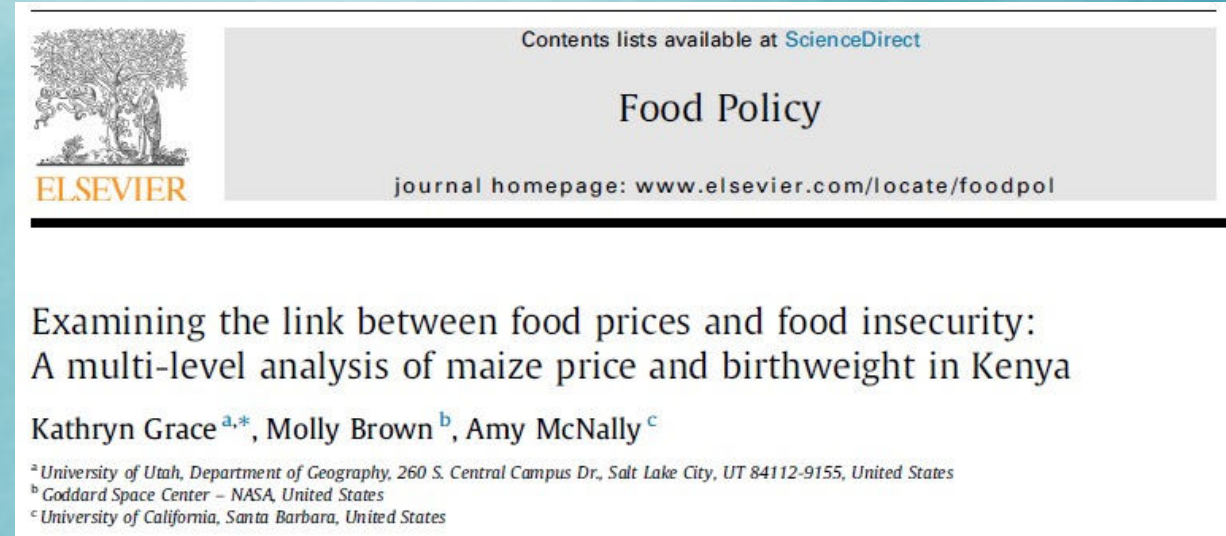 Contents lists available at ScienceDirect
Food Policy
journal homepage: www.elsevier.com/locate/foodpol
ELSEVIER
Examining the link between food prices and food insecurity:
A multi-level analysis of maize price and birthweight in Kenya
Kathryn Grace a,*, Molly Brown b, Amy McNally c
a University of Utah, Department of Geography, 260 S. Central Campus Dr., Salt Lake City, UT 84112-9155, United States
b Goddard Space Center – NASA, United States
c University of California, Santa Barbara, United States